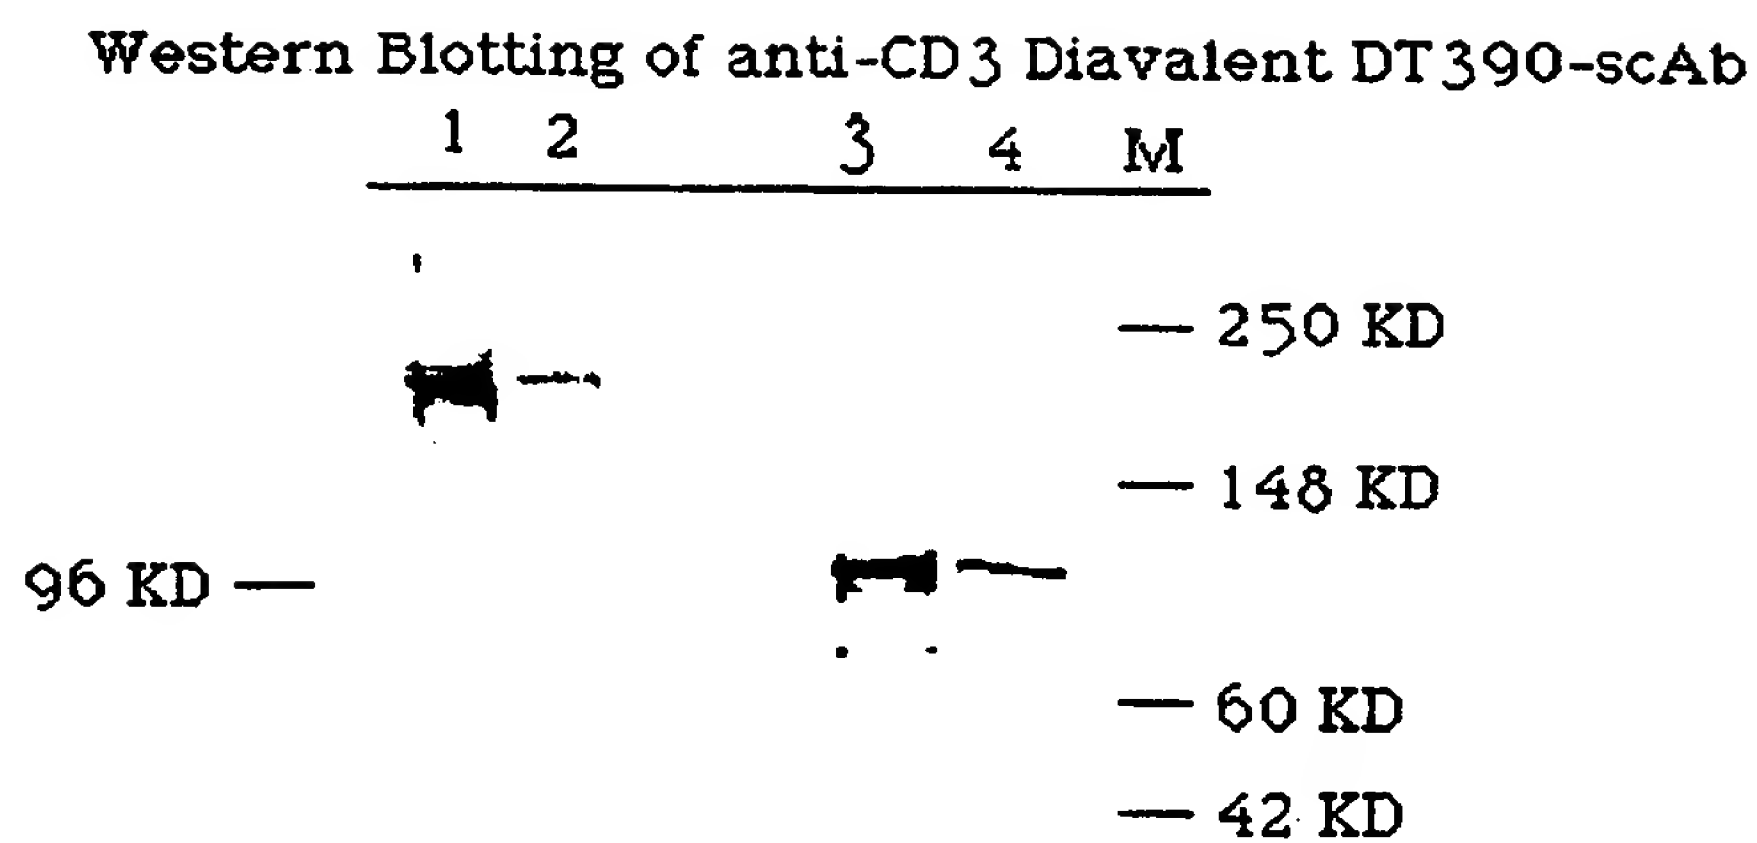 Western Blotting of anti-CD3 Diavalent DT390-scAb
1 2 3 4 M
250 KD
148 KD
96 KD
60 KD
42 KD